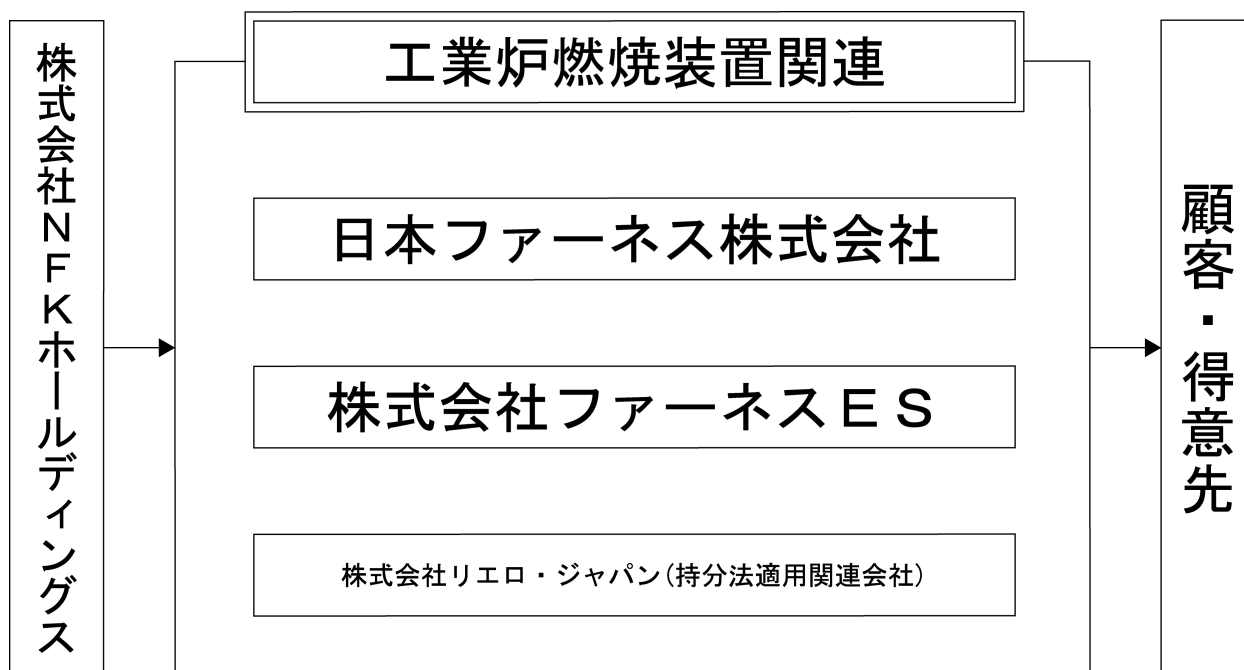 株式会社ＮＦＫホールディングス
工業炉燃焼装置関連
日本ファーネス株式会社
株式会社ファーネスＥＳ
株式会社リエロ・ジャパン(持分法適用関連会社)
顧客・得意先